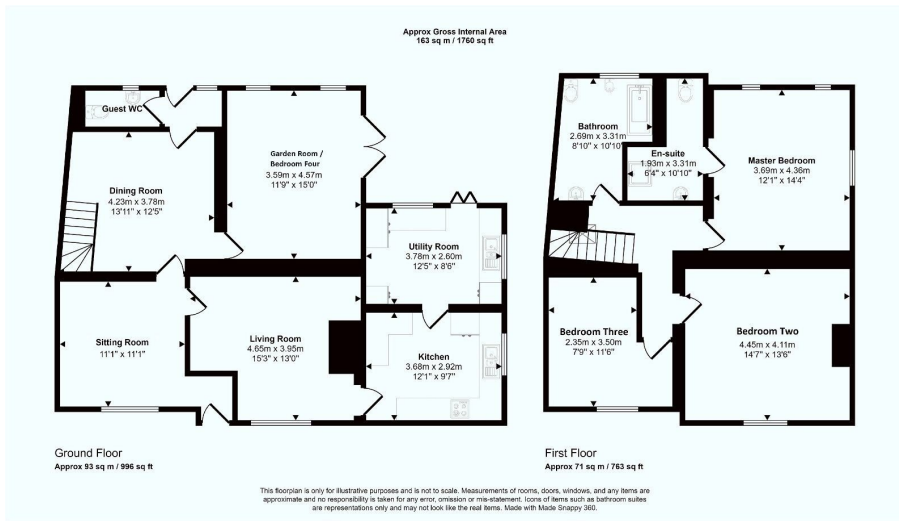 Approx Gross Internal Area
163 sq m / 1760 sq ft
Guest WC
Dining Room
4.23m x 3.78m
13'11" x 12'5"
Garden Room /
Bedroom Four
3.59m x 4.57m
11'9" x 15'0"
Utility Room
3.78m x 2.60m
12'5" x 8'6"
Sitting Room
11'1" x 11'1"
Living Room
4.65m x 3.95m
15'3" x 13'0"
Kitchen
3.68m x 2.92m
12'1" x 9'7"
Ground Floor
Approx 93 sq m / 996 sq ft
Bathroom
2.69m x 3.31m
8'10" x 10'10"
En-suite
1.93m x 3.31m
6'4" x 10'10"
Master Bedroom
3.69m x 4.36m
12'1" x 14'4"
Bedroom Three
2.35m x 3.50m
7'9" x 11'6"
Bedroom Two
4.45m x 4.11m
14'7" x 13'6"
First Floor
Approx 71 sq m / 763 sq ft
This floorplan is only for illustrative purposes and is not to scale. Measurements of rooms, doors, windows, and any items are
approximate and no responsibility is taken for any error, omission or mis-statement. Icons of items such as bathroom suites
are representations only and may not look like the real items. Made with Made Snappy 360.